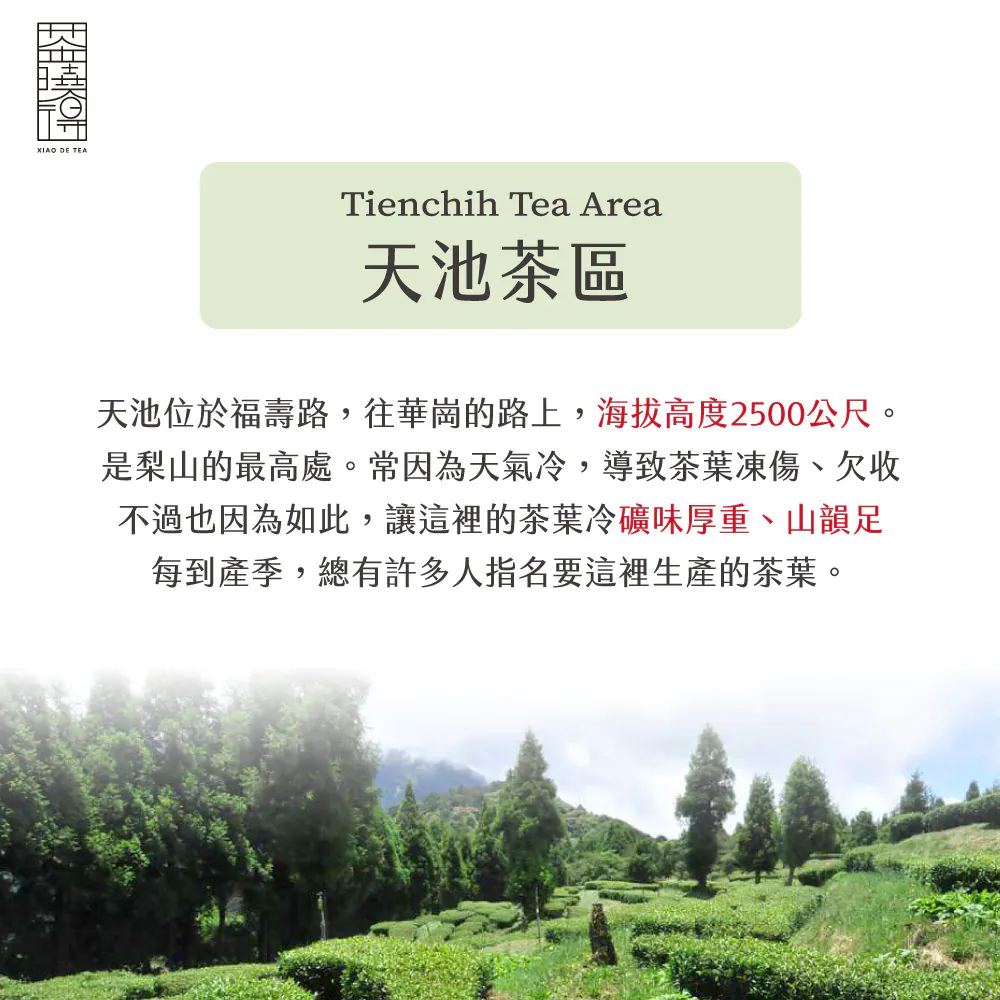 茶曉得
XIAO DE TEA
Tienchih Tea Area
天池茶區
天池位於福壽路，往華崗的路上，海拔高度2500公尺。
是梨山的最高處。常因為天氣冷，導致茶葉凍傷、欠收
不過也因為如此，讓這裡的茶葉冷礦味厚重、山韻足
每到產季，總有許多人指名要這裡生產的茶葉。